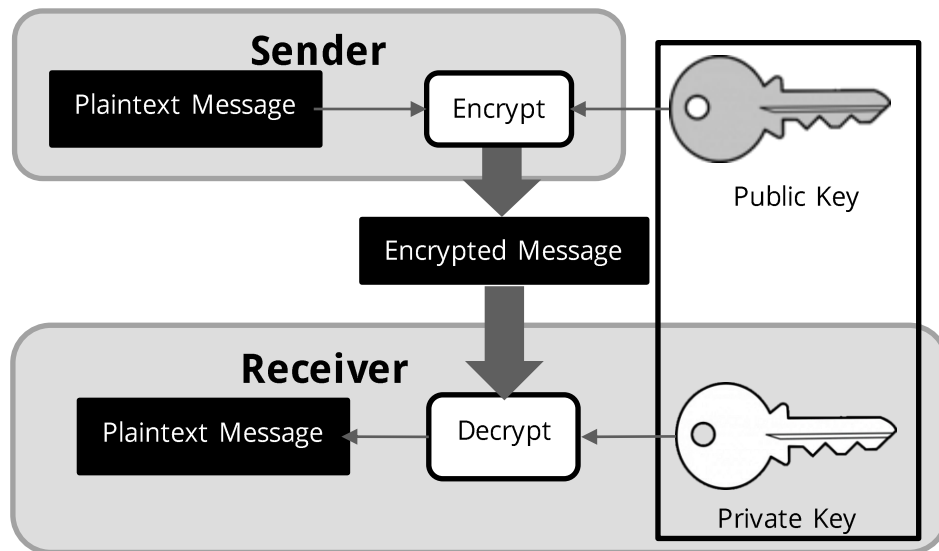 Sender
Plaintext Message
Encrypt
Public Key
Encrypted Message
Receiver
Plaintext Message
Decrypt
Private Key